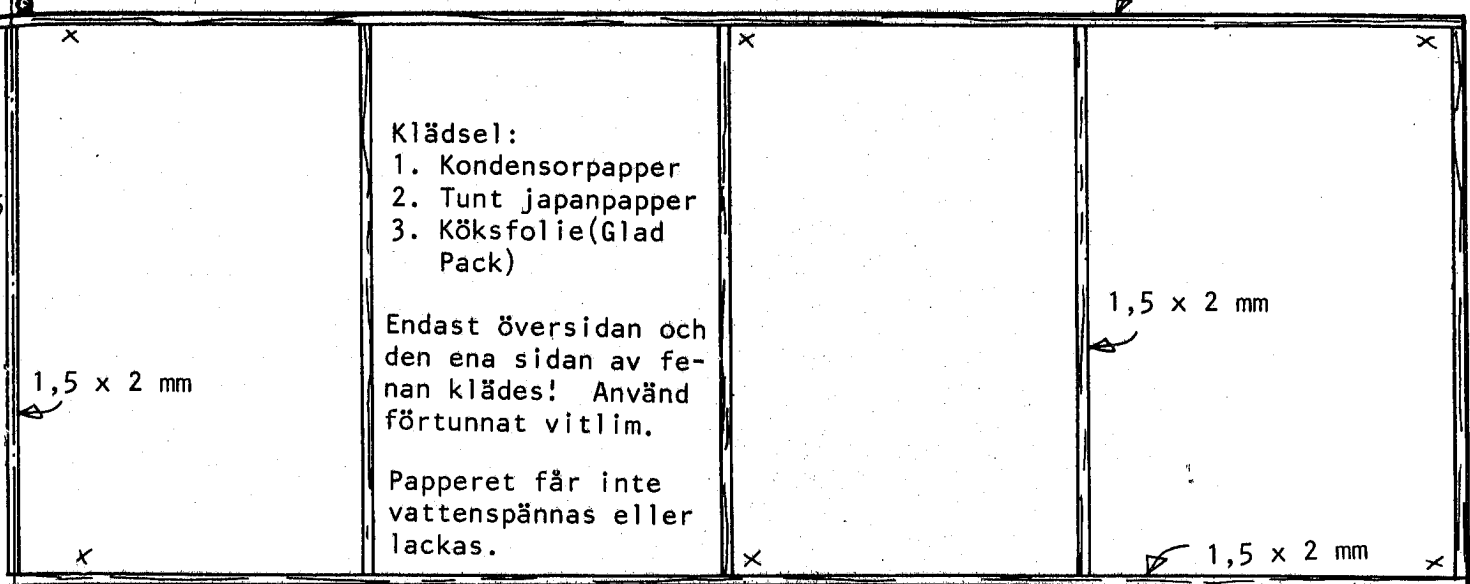 Klädsel:
1. Kondensorpapper
2. Tunt japanpapper
3. Köksfolie(Glad
Pack)
Endast översidan och
den ena sidan av fe-
nan klädes! Använd
förtunnat vitlim.
Papperet får inte
vattenspännas eller
lackas.
1,5 x 2 mm
1,5 x 2 mm
1,5 x 2 mm